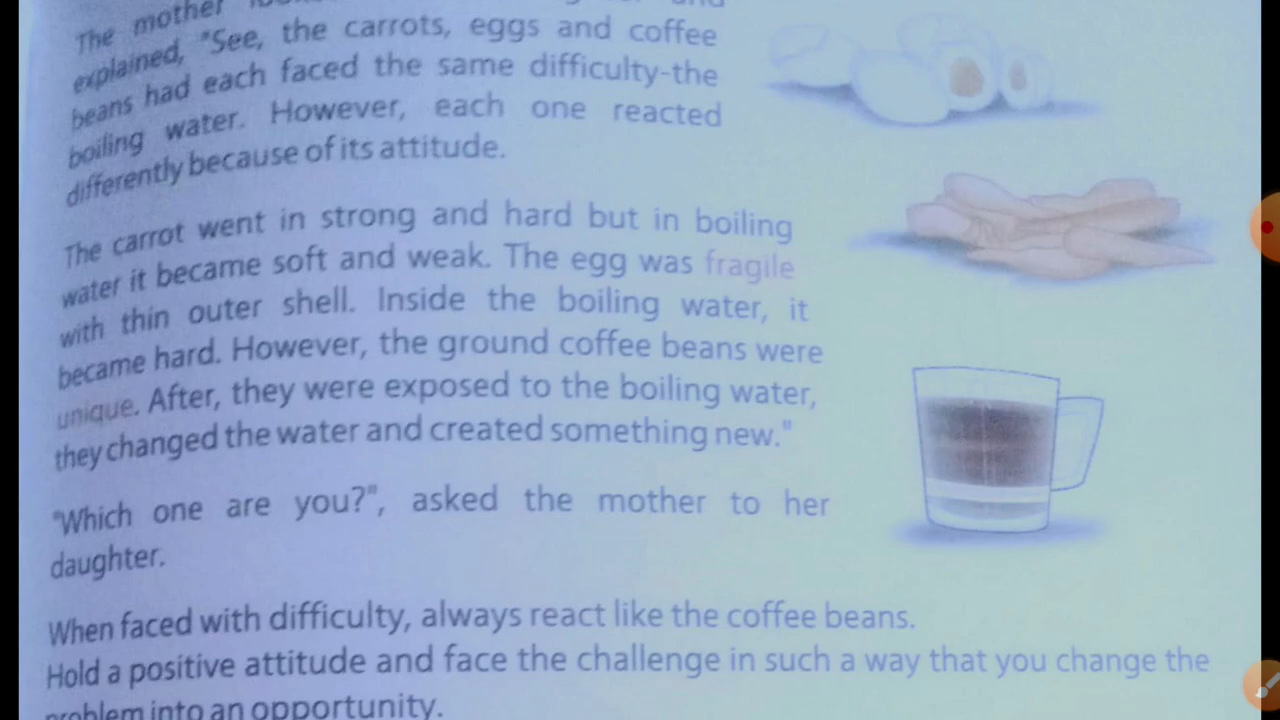 The mother
explained, "See, the carrots, eggs and coffee
beans had each faced the same difficulty-the
boiling water. However, each one reacted
differently because of its attitude.
The carrot went in strong and hard but in boiling
water it became soft and weak. The egg was fragile
with thin outer shell. Inside the boiling water, it
became hard. However, the ground coffee beans were
unique. After, they were exposed to the boiling water,
they changed the water and created something new."
"Which one are you?", asked the mother to her
daughter.
When faced with difficulty, always react like the coffee beans.
Hold a positive attitude and face the challenge in such a way that you change the
problem into an opportunity.